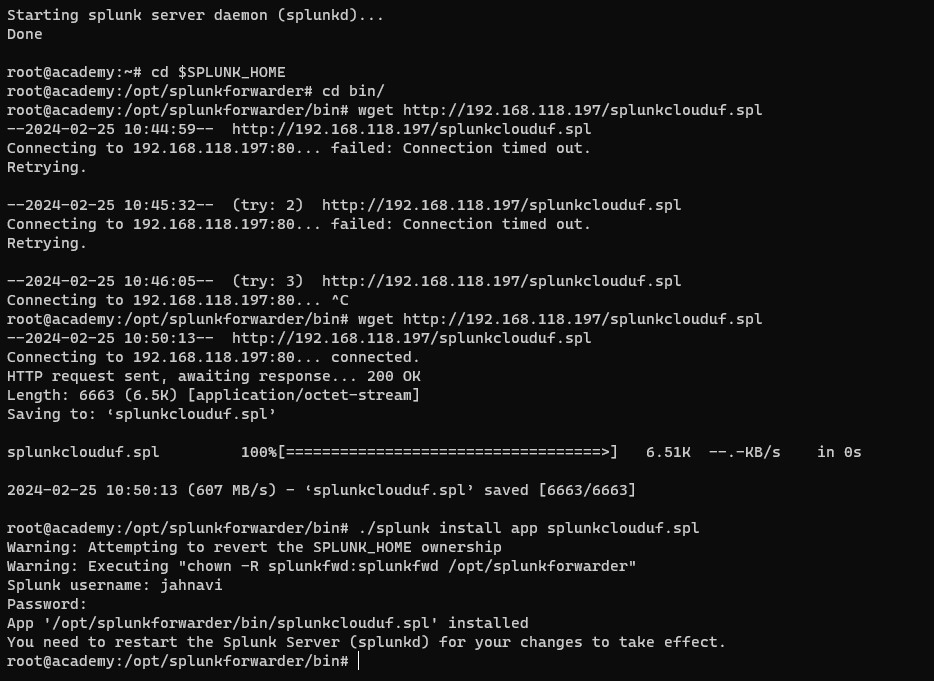 Starting splunk server daemon (splunkd)...
Done
root@academy:~# cd $SPLUNK_HOME
root@academy:/opt/splunkforwarder# cd bin/
root@academy:/opt/splunkforwarder/bin# wget http://192.168.118.197/splunkclouduf.spl
--2024-02-25 10:44:59--  http://192.168.118.197/splunkclouduf.spl
Connecting to 192.168.118.197:80... failed: Connection timed out.
Retrying.
--2024-02-25 10:45:32--  (try: 2)  http://192.168.118.197/splunkclouduf.spl
Connecting to 192.168.118.197:80... failed: Connection timed out.
Retrying.
--2024-02-25 10:46:05--  (try: 3)  http://192.168.118.197/splunkclouduf.spl
Connecting to 192.168.118.197:80... ^C
root@academy:/opt/splunkforwarder/bin# wget http://192.168.118.197/splunkclouduf.spl
--2024-02-25 10:50:13--  http://192.168.118.197/splunkclouduf.spl
Connecting to 192.168.118.197:80... connected.
HTTP request sent, awaiting response... 200 OK
Length: 6663 (6.5K) [application/octet-stream]
Saving to: ‘splunkclouduf.spl’
splunkclouduf.spl         100%[===================================>]   6.51K  --.-KB/s    in 0s
2024-02-25 10:50:13 (607 MB/s) - ‘splunkclouduf.spl’ saved [6663/6663]
root@academy:/opt/splunkforwarder/bin# ./splunk install app splunkclouduf.spl
Warning: Attempting to revert the SPLUNK_HOME ownership
Warning: Executing "chown -R splunkfwd:splunkfwd /opt/splunkforwarder"
Splunk username: jahnavi
Password:
App '/opt/splunkforwarder/bin/splunkclouduf.spl' installed
You need to restart the Splunk Server (splunkd) for your changes to take effect.
root@academy:/opt/splunkforwarder/bin#